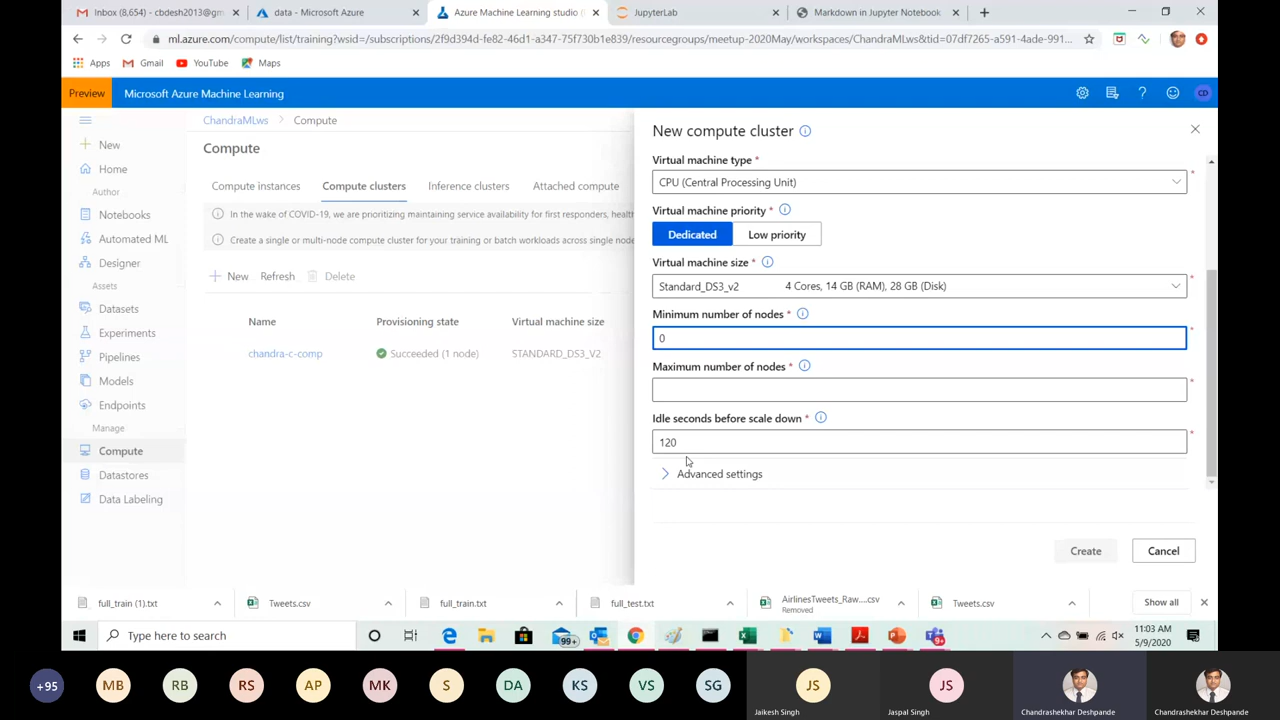 Inbox (8,654) - cbdesh2013@gm
data - Microsoft Azure
Azure Machine Learning studio (
JupyterLab
Markdown in Jupyter Notebook
ml.azure.com/compute/list/training?wsid=/subscriptions/2f9d394d-fe82-46d1-a347-75f730b1e839/resourcegroups/meetup-2020May/workspaces/ChandraMLws&tid=07df7265-a591-4ade-991...
Apps
Gmail
YouTube
Maps
Preview
Microsoft Azure Machine Learning
CD
ChandraMLws > Compute
Compute
Compute instances
Compute clusters
Inference clusters
Attached compute
In the wake of COVID-19, we are prioritizing maintaining service availability for first responders, healt
Create a single or multi-node compute cluster for your training or batch workloads across single node
New
Refresh
Delete
Name
Provisioning state
Virtual machine size
chandra-c-comp
Succeeded (1 node)
STANDARD_DS3_V2
New
Home
Author
Notebooks
Automated ML
Designer
Assets
Datasets
Experiments
Pipelines
Models
Endpoints
Manage
Compute
Datastores
Data Labeling
New compute cluster
Virtual machine type *
CPU (Central Processing Unit)
Virtual machine priority *
Dedicated
Low priority
Virtual machine size *
Standard_DS3_v2 4 Cores, 14 GB (RAM), 28 GB (Disk)
Minimum number of nodes *
0
Maximum number of nodes *
Idle seconds before scale down *
120
Advanced settings
Create
Cancel
full_train (1).txt
Tweets.csv
full_train.txt
full_test.txt
AirlinesTweets_Raw....csv
Removed
Tweets.csv
Show all
Type here to search
99+
9+
11:03 AM
5/9/2020
+95
MB
RB
RS
AP
MK
S
DA
KS
VS
SG
JS
Jaikesh Singh
JS
Jaspal Singh
Chandrashekhar Deshpande
Chandrashekhar Deshpande